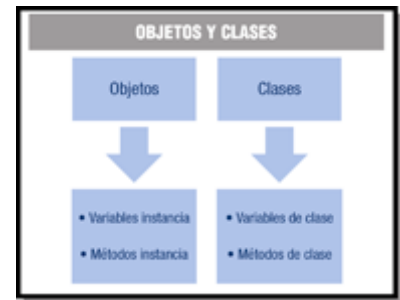 OBJETOS Y CLASES
Objetos
Clases
• Variables instancia
• Métodos instancia
• Variables de clase
• Métodos de clase